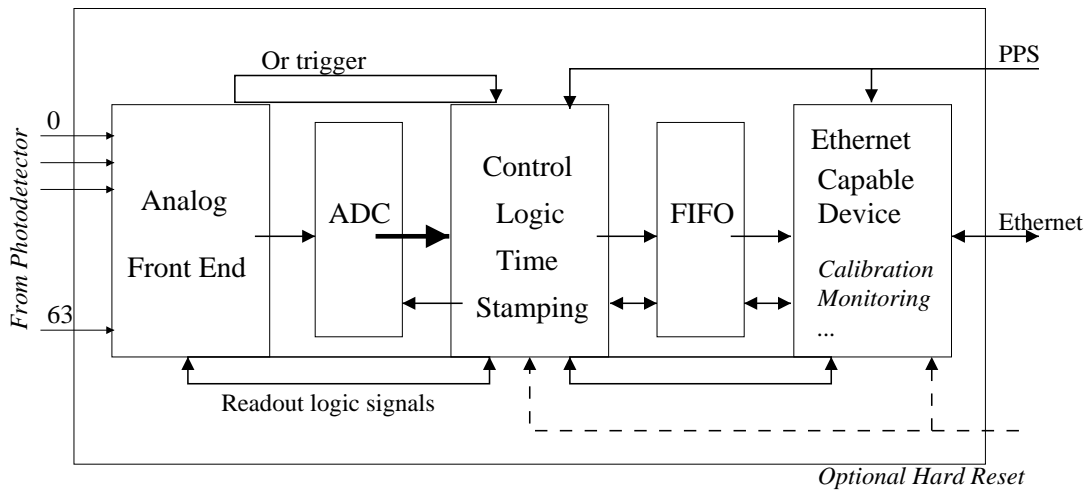 Or trigger
PPS
0
From Photodetector
63
Analog
Front End
ADC
Control
Logic
Time
Stamping
FIFO
Ethernet
Capable
Device
Calibration
Monitoring
...
Ethernet
Readout logic signals
Optional Hard Reset